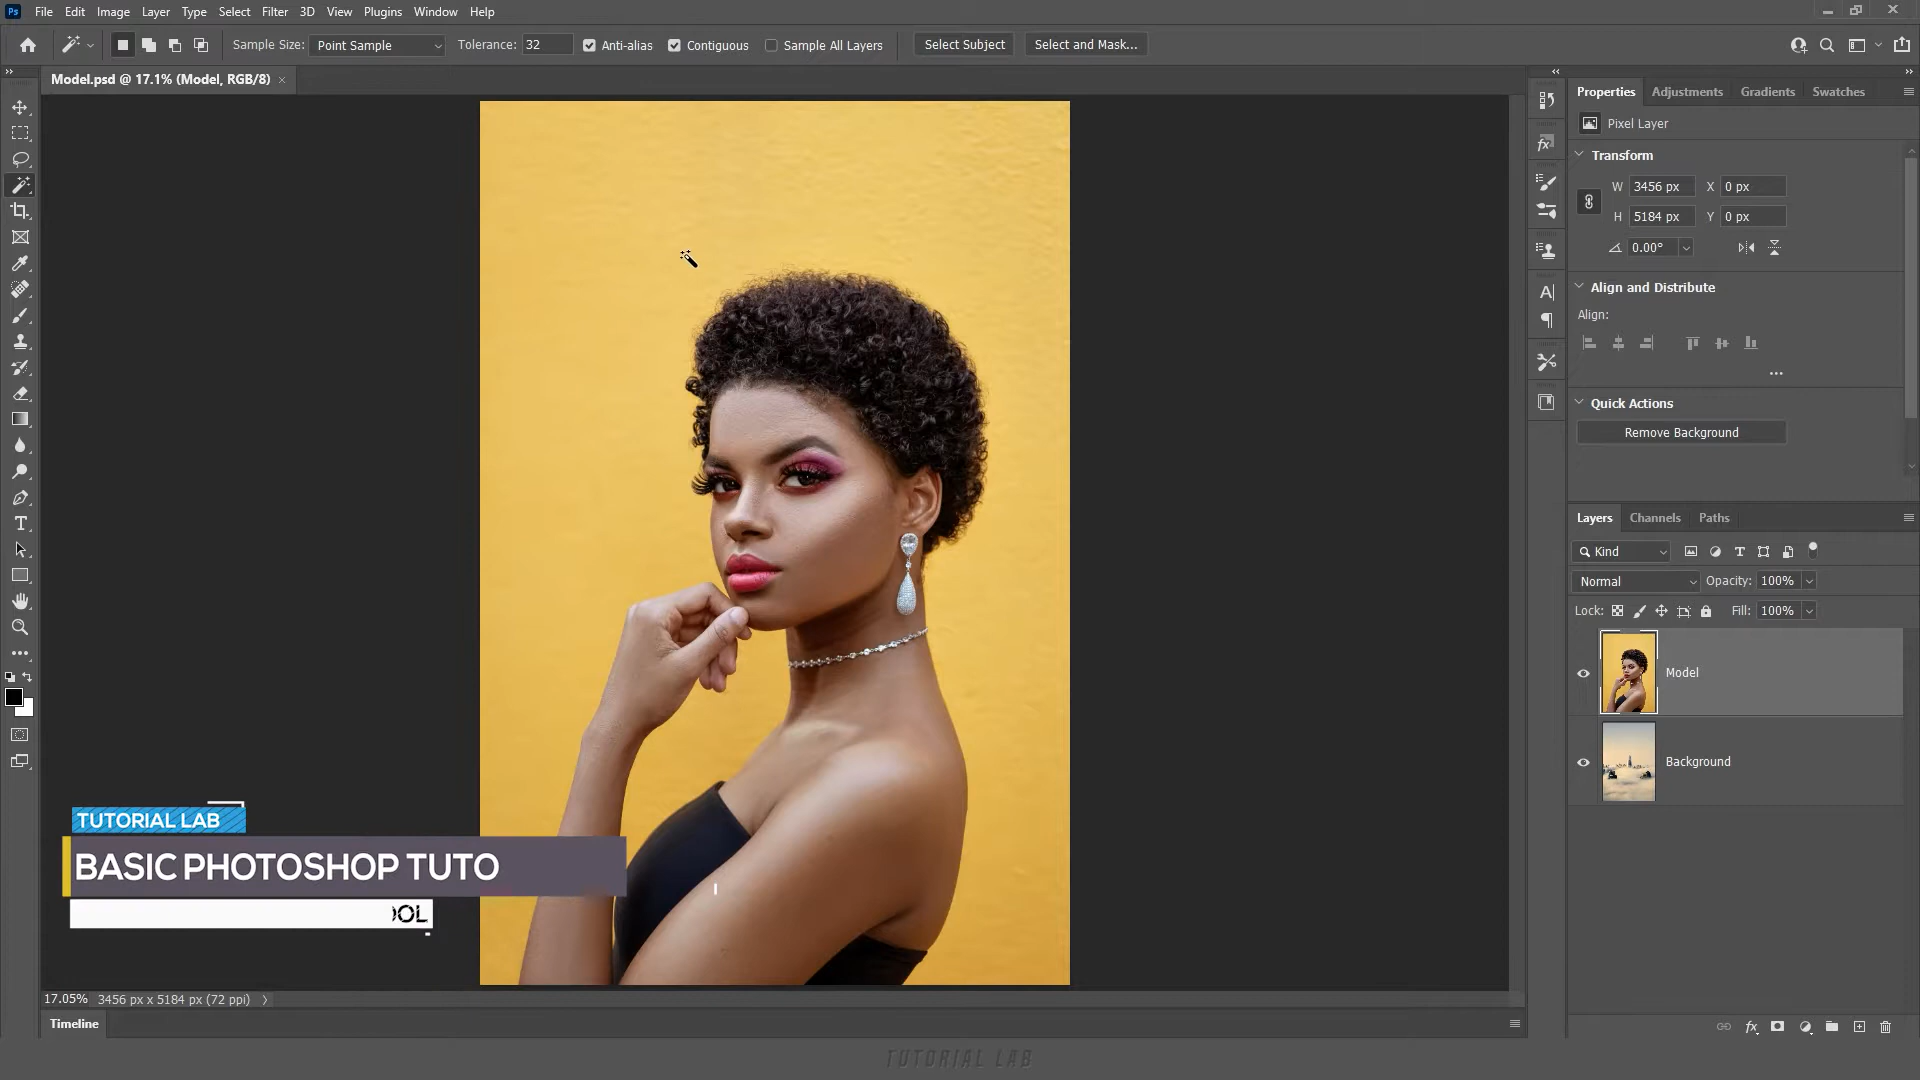 Ps File Edit Image Layer Type Select Filter 3D View Plugins Window Help
Sample Size: Point Sample Tolerance: 32 Anti-alias Contiguous Sample All Layers Select Subject Select and Mask...
Model.psd @ 17.1% (Model, RGB/8) ×
Properties Adjustments Gradients Swatches
Pixel Layer
Transform
W 3456 px X 0 px
H 5184 px Y 0 px
0.00°
Align and Distribute
Align:
Quick Actions
Remove Background
Layers Channels Paths
Kind
Normal Opacity: 100%
Lock: Fill: 100%
Model
Background
TUTORIAL LAB
BASIC PHOTOSHOP TUTO
OOL
17.05% 3456 px x 5184 px (72 ppi)
Timeline
TUTORIAL LAB